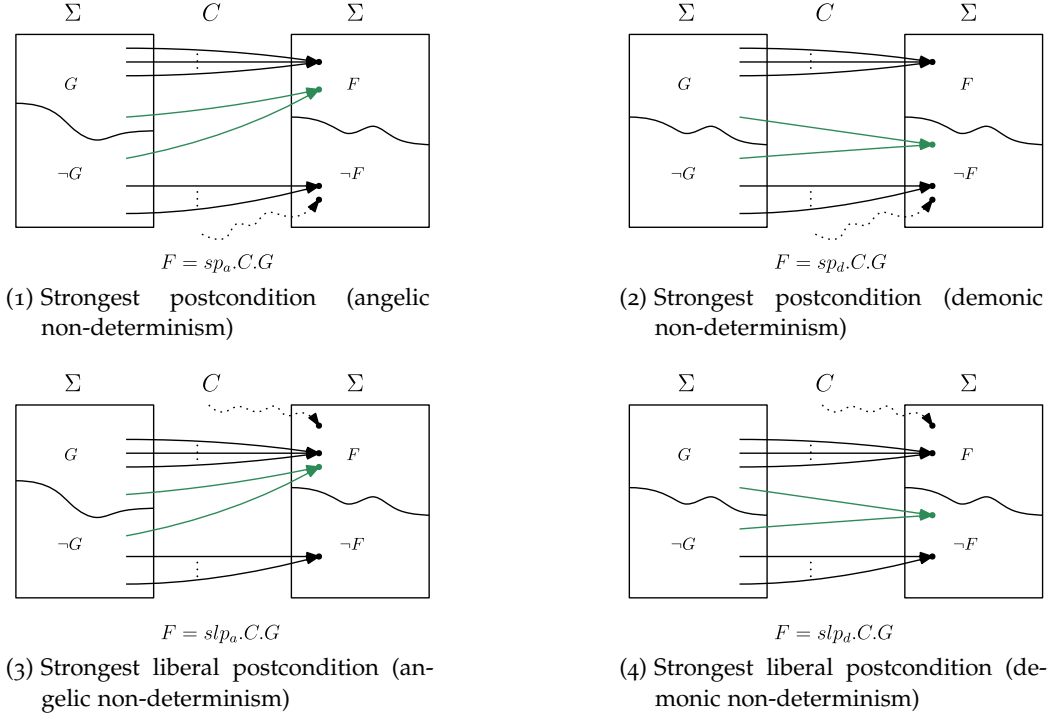 Σ C Σ
G F
¬G ¬F
F = sp_a.C.G
(1) Strongest postcondition (angelic
non-determinism)
Σ C Σ
G F
¬G ¬F
F = sp_d.C.G
(2) Strongest postcondition (demonic
non-determinism)
Σ C Σ
G F
¬G ¬F
F = slp_a.C.G
(3) Strongest liberal postcondition (an-
gelic non-determinism)
Σ C Σ
G F
¬G ¬F
F = slp_d.C.G
(4) Strongest liberal postcondition (de-
monic non-determinism)